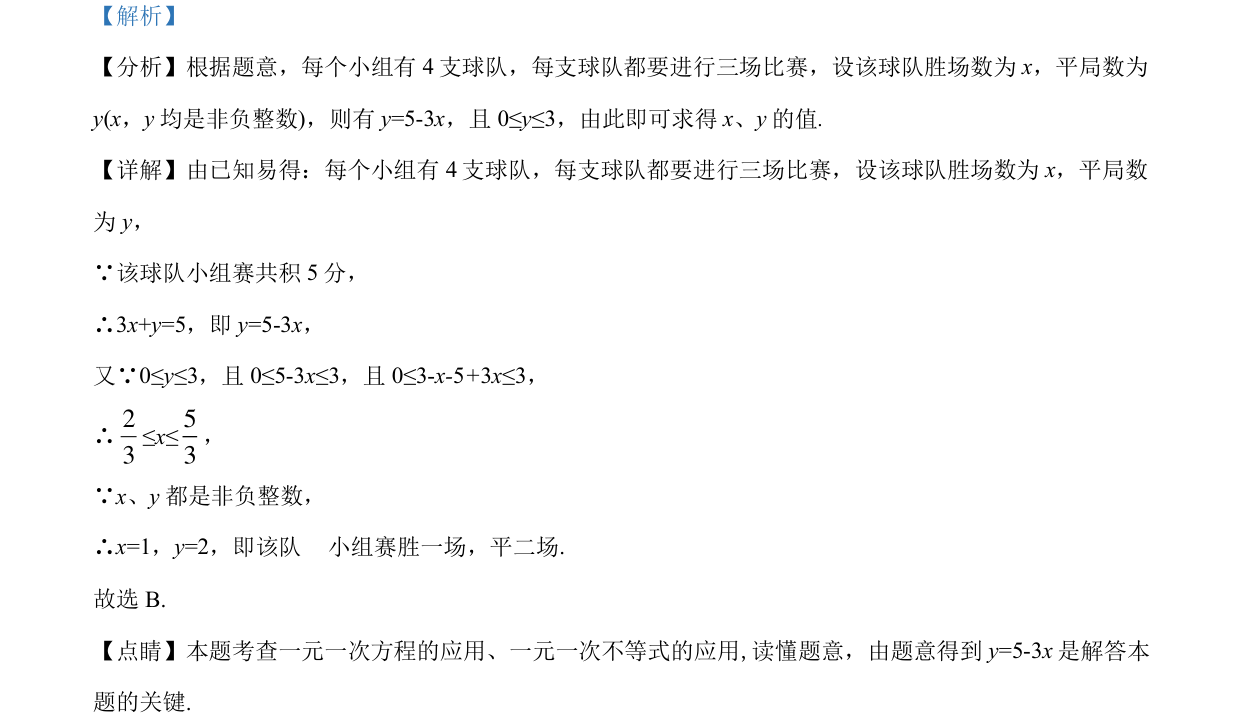 【解析】
【分析】根据题意，每个小组有 4 支球队，每支球队都要进行三场比赛，设该球队胜场数为 x，平局数为
y(x，y 均是非负整数)，则有 y=5-3x，且 0≤y≤3，由此即可求得 x、y 的值.
【详解】由已知易得：每个小组有 4 支球队，每支球队都要进行三场比赛，设该球队胜场数为 x，平局数
为 y，
∵该球队小组赛共积 5 分，
∴3x+y=5，即 y=5-3x，
又∵0≤y≤3，且 0≤5-3x≤3，且 0≤3-x-5+3x≤3，
∴2/3≤x≤5/3，
∵x、y 都是非负整数，
∴x=1，y=2，即该队 小组赛胜一场，平二场.
故选 B.
【点睛】本题考查一元一次方程的应用、一元一次不等式的应用,读懂题意，由题意得到 y=5-3x 是解答本
题的关键.